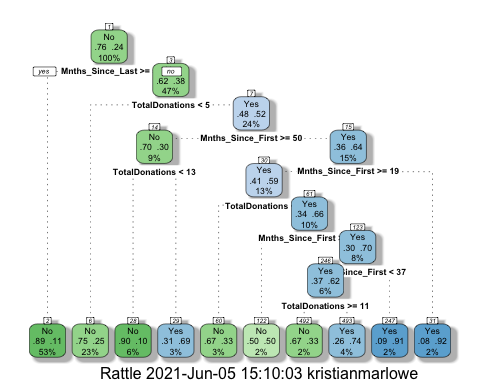 1
No
.76 .24
100%
yes Mnths_Since_Last >= no
3
.62 .38
47%
TotalDonations < 5
7
Yes
.48 .52
24%
Mnths_Since_First >= 50
14
No
.70 .30
9%
TotalDonations < 13
15
Yes
.36 .64
15%
Mnths_Since_First >= 19
30
Yes
.41 .59
13%
TotalDonations
61
Yes
.34 .66
10%
Mnths_Since_First
123
Yes
.30 .70
8%
Since_First < 37
246
Yes
.37 .62
6%
TotalDonations >= 11
2 6 28 29 60 122 492 493 247 31
No No No Yes No No No Yes Yes Yes
.89 .11 .75 .25 .90 .10 .31 .69 .67 .33 .50 .50 .67 .33 .26 .74 .09 .91 .08 .92
53% 23% 6% 3% 3% 2% 2% 4% 2% 2%
Rattle 2021-Jun-05 15:10:03 kristianmarlowe